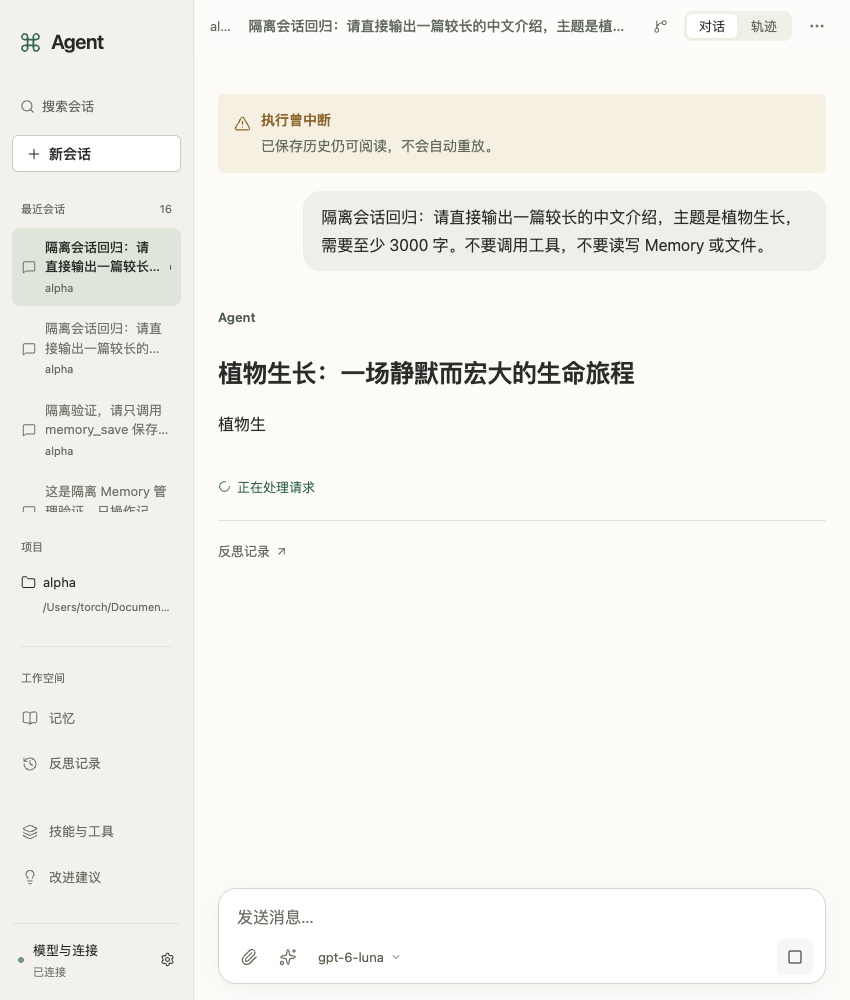 Agent
搜索会话
新会话
最近会话 16
隔离会话回归：请
直接输出一篇较长...
alpha
隔离会话回归：请直
接输出一篇较长的...
alpha
隔离验证，请只调用
memory_save 保存...
alpha
这是隔离 Memory 管
项目
alpha
/Users/torch/Documen...
工作空间
记忆
反思记录
技能与工具
改进建议
模型与连接
已连接
al... 隔离会话回归：请直接输出一篇较长的中文介绍，主题是植... 对话 轨迹
执行曾中断
已保存历史仍可阅读，不会自动重放。
隔离会话回归：请直接输出一篇较长的中文介绍，主题是植物生长，
需要至少 3000 字。不要调用工具，不要读写 Memory 或文件。
Agent
植物生长：一场静默而宏大的生命旅程
植物生
正在处理请求
反思记录
发送消息...
gpt-6-luna